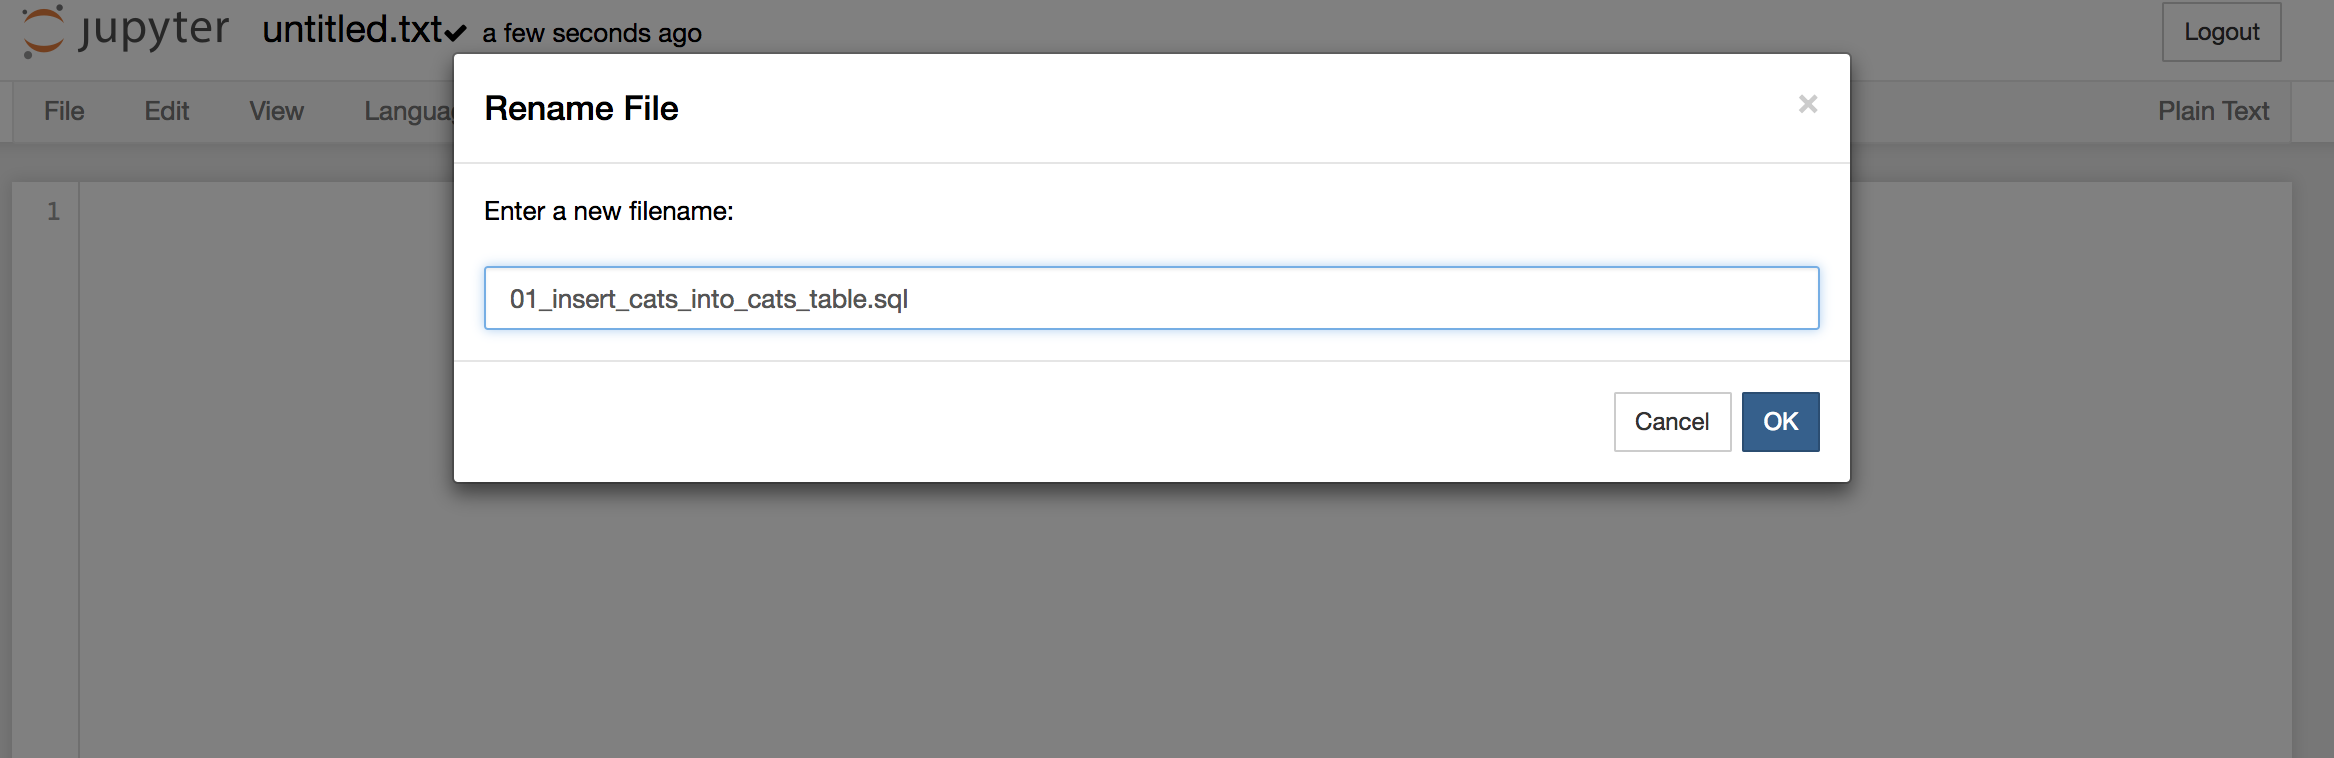 jupyter untitled.txt✔ a few seconds ago Logout
File Edit View Plain Text
Rename File ×
1
Enter a new filename:
01_insert_cats_into_cats_table.sql
Cancel OK